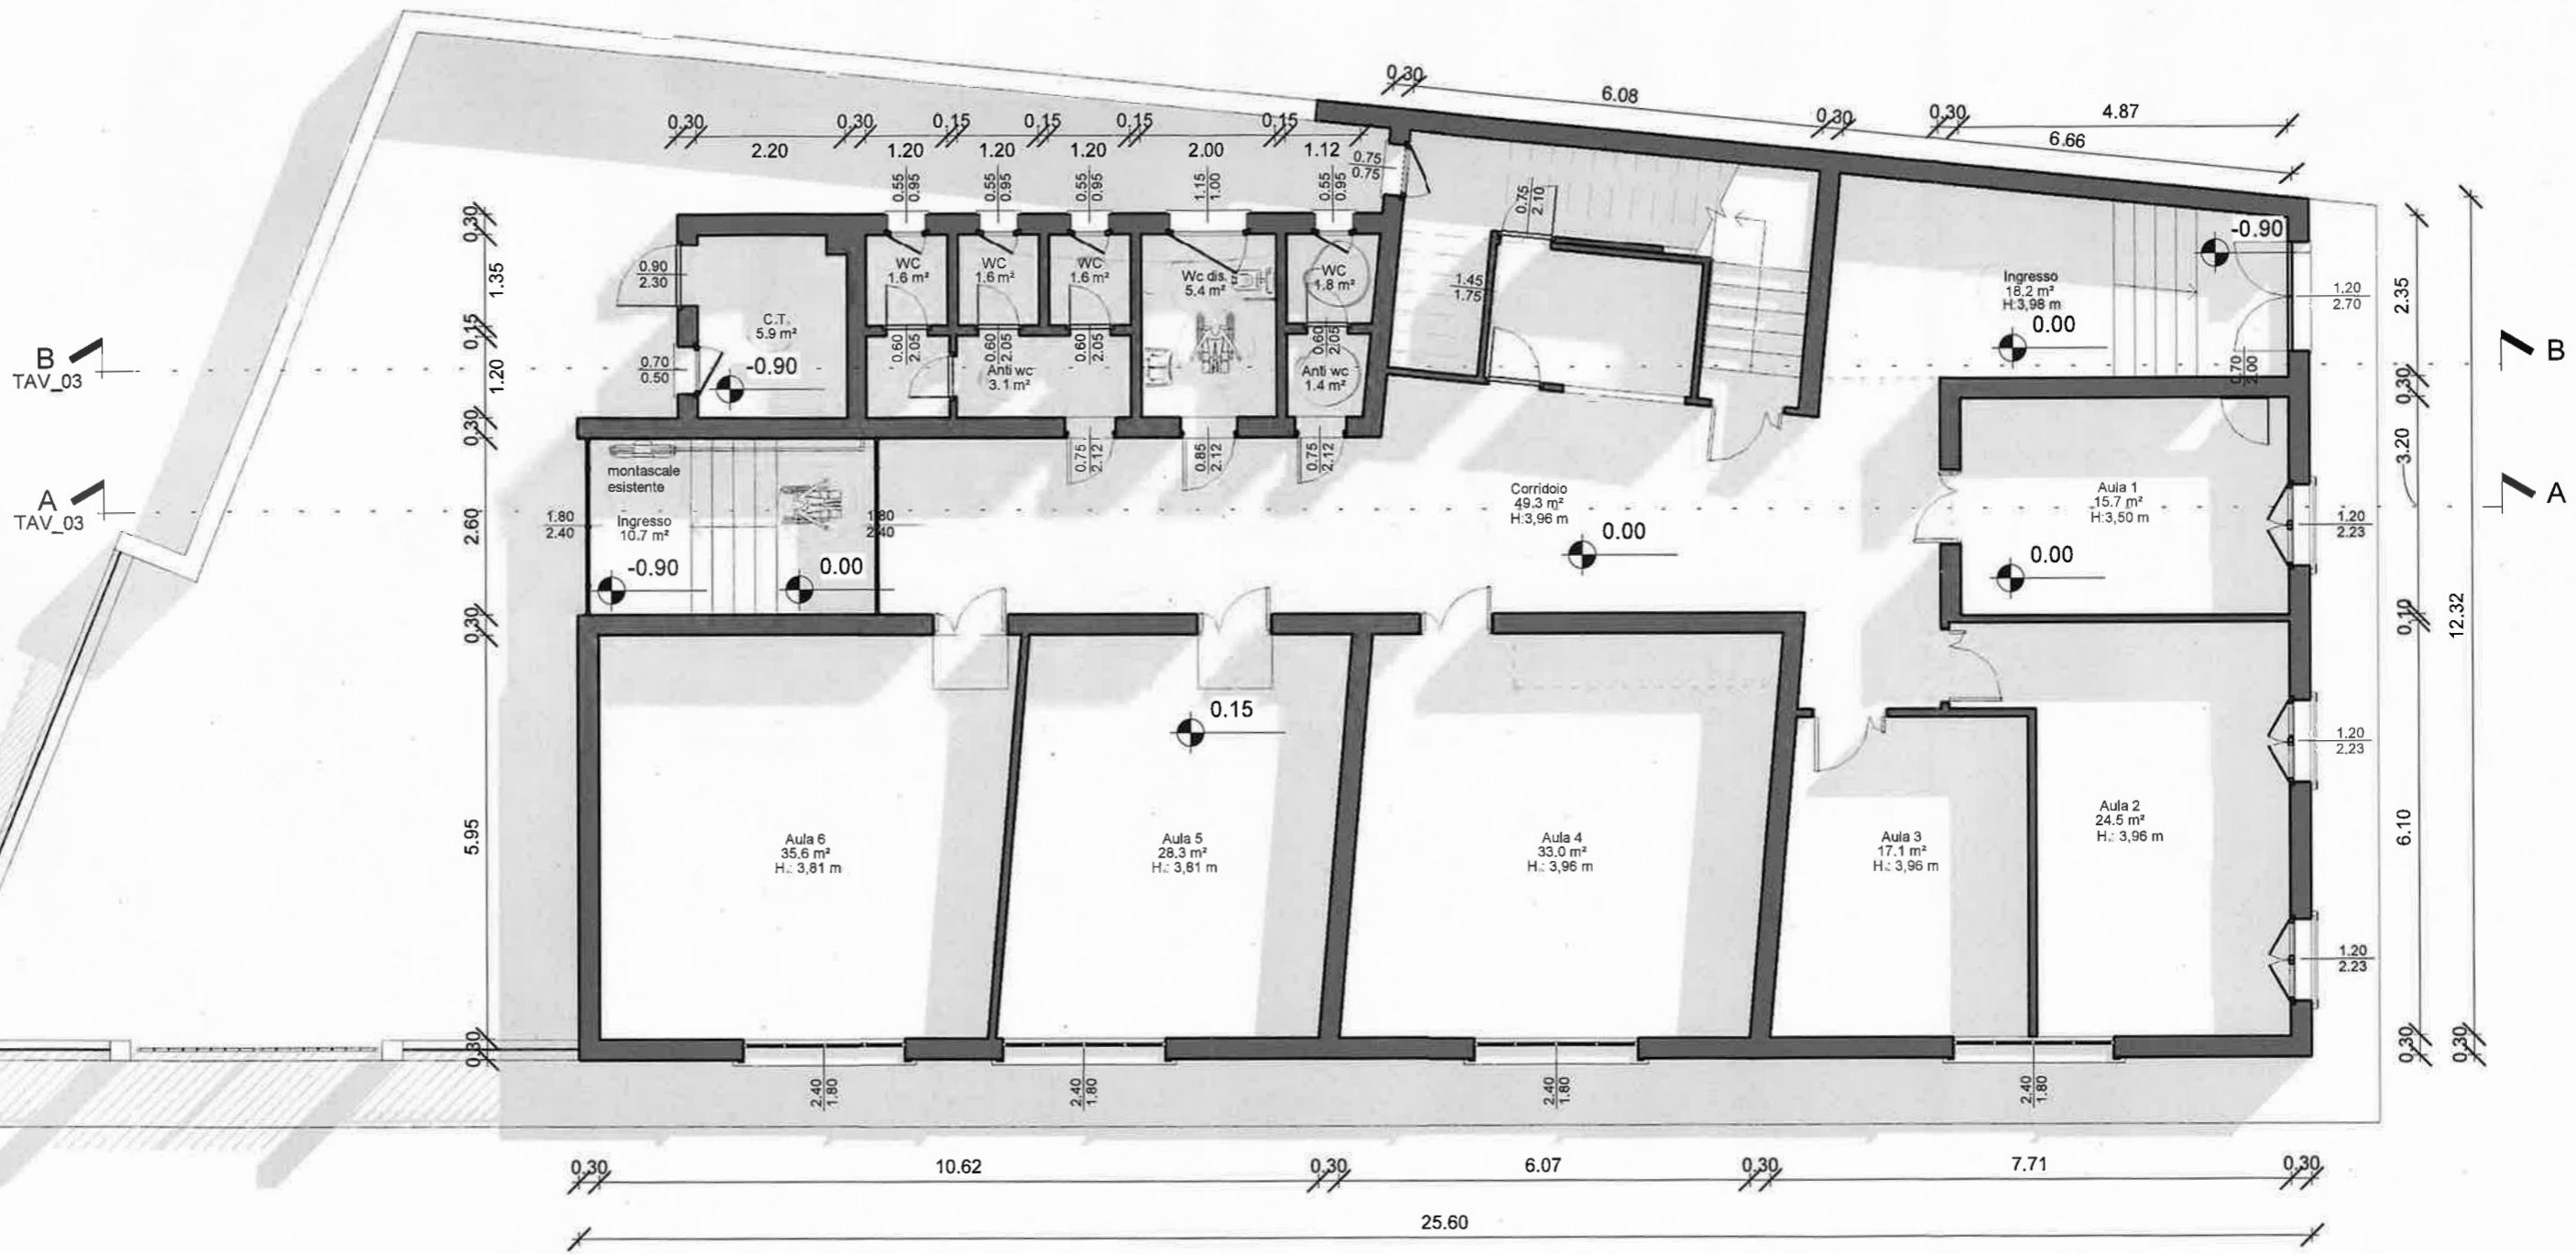 0.30
6.08
0.30
0.30
4.87
6.66
0.30
0.30
0.15
0.15
0.15
0.15
2.20
1.20
1.20
1.20
2.00
1.12
0.75
0.75
0.55
0.95
0.55
0.95
0.55
0.95
1.15
1.00
0.55
0.95
0.75
2.10
0.30
1.35
0.15
1.20
0.30
2.60
0.30
5.95
0.30
0.90
2.30
0.70
0.50
C.T.
5.9 m²
-0.90
WC
1.6 m²
WC
1.6 m²
WC
1.6 m²
Wc dis.
5.4 m²
WC
1.8 m²
0.60
2.05
0.60
2.05
0.60
2.05
0.60
2.05
Anti wc
3.1 m²
Anti wc
1.4 m²
1.45
1.75
Ingresso
18.2 m²
H:3,98 m
0.00
-0.90
1.20
2.70
0.70
2.00
2.35
0.30
3.20
0.10
6.10
0.30
12.32
0.30
B
TAV_03
B
A
TAV_03
A
0.75
2.12
0.85
2.12
0.75
2.12
montascale
esistente
Ingresso
10.7 m²
1.80
2.40
1.80
2.40
-0.90
0.00
Corridoio
49.3 m²
H:3,96 m
0.00
Aula 1
15.7 m²
H:3,50 m
0.00
1.20
2.23
1.20
2.23
1.20
2.23
0.15
Aula 6
35.6 m²
H.: 3,81 m
Aula 5
28.3 m²
H.: 3,81 m
Aula 4
33.0 m²
H.: 3,96 m
Aula 3
17.1 m²
H.: 3,96 m
Aula 2
24.5 m²
H.: 3,96 m
2.40
1.80
2.40
1.80
2.40
1.80
2.40
1.80
0.30
10.62
0.30
6.07
0.30
7.71
0.30
25.60